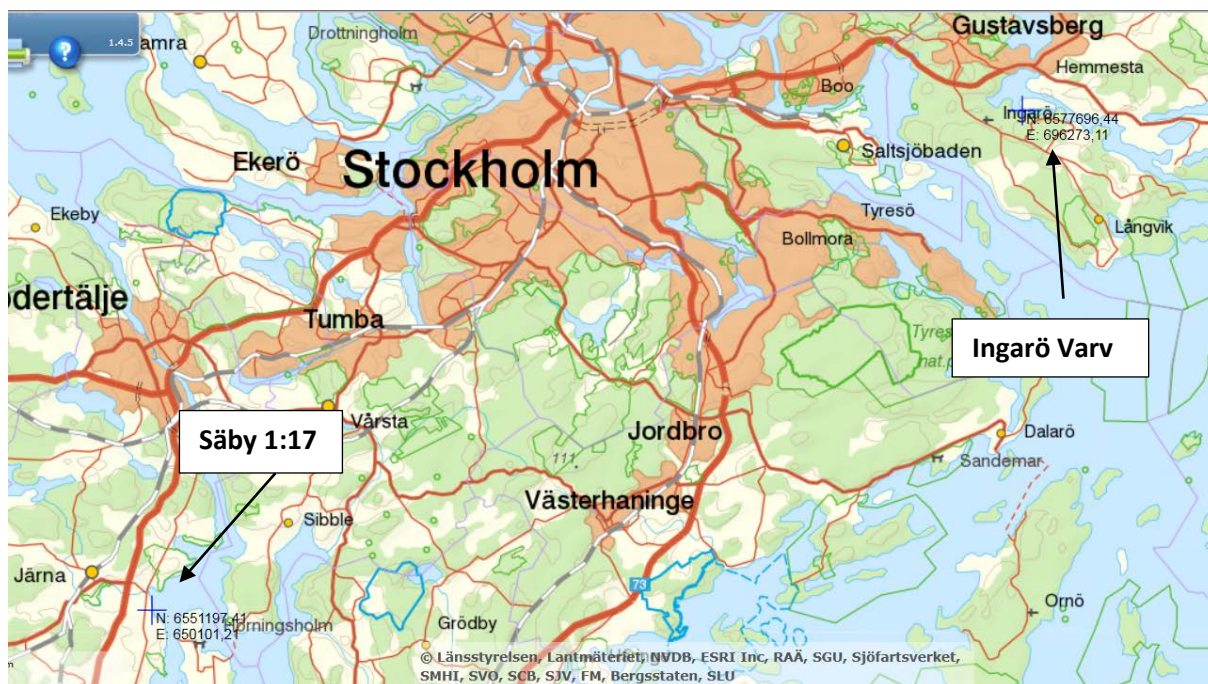 1.4.5
amra
Drottningholm
Gustavsberg
Hemmesta
Boo
Ingarö
N: 6577696,44
E: 696273,11
Ekerö
Stockholm
Saltsjöbaden
Ekeby
Tyresö
Långvik
Bollmora
ödertälje
Tumba
Tyres
nat.p
Ingarö Varv
Säby 1:17
Vårsta
Jordbro
Dalarö
111
Sandemar
Västerhaninge
Sibble
Järna
73
N: 6551197,41
E: 650101,21
Hörningsholm
Grödby
Ornö
© Länsstyrelsen, Lantmäteriet, NVDB, ESRI Inc, RAÄ, SGU, Sjöfartsverket,
SMHI, SVO, SCB, SJV, FM, Bergsstaten, SLU